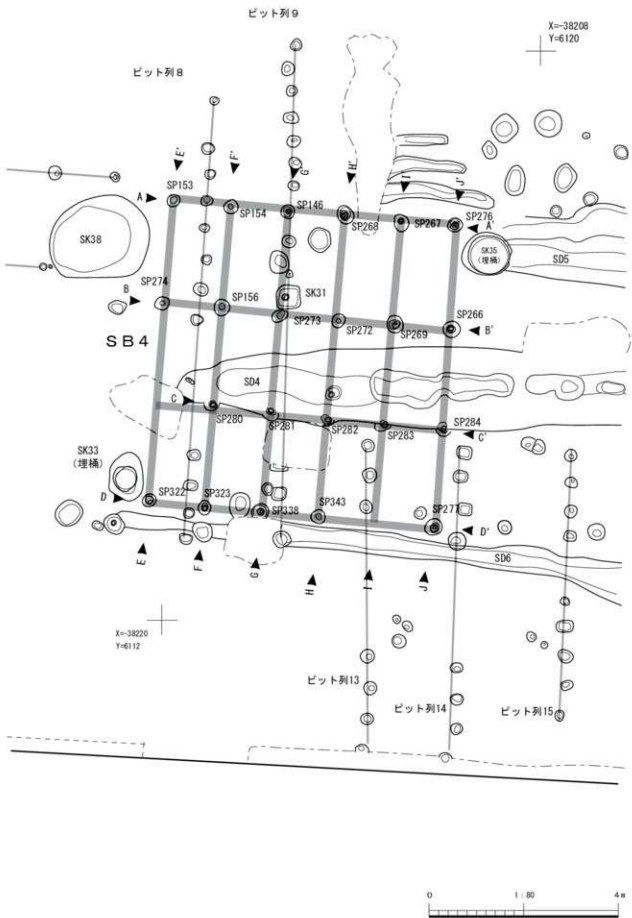 ピット列9
X=-38208
Y=6120
ピット列8
E'
F'
G'
H'
I'
J'
A
SP153
SP154
SP146
SP268
SP267
SP276
A'
SK38
SK35
(埋桶)
SD5
B
SP274
SP156
SK31
SP273
SP272
SP269
SP266
B'
SB4
SD4
C
SP280
SP281
SP282
SP283
SP284
C'
SK33
(埋桶)
D
SP322
SP323
SP338
SP343
SP277
D'
SD6
E
F
G
H
I
J
X=-38220
Y=6112
ピット列13
ピット列14
ピット列15
0 1:80 4m